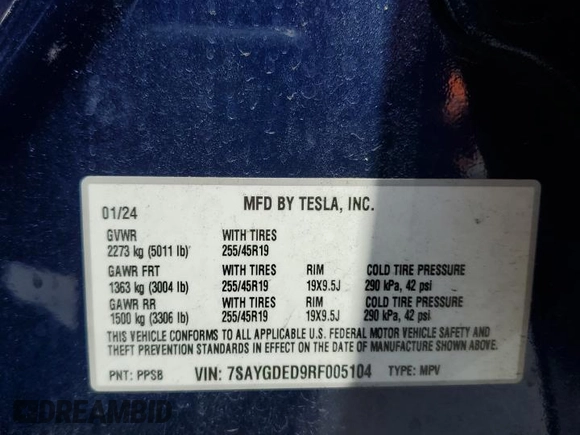 MFD BY TESLA, INC.
01/24
GVWR WITH TIRES
2273 kg (5011 lb) 255/45R19
GAWR FRT WITH TIRES RIM COLD TIRE PRESSURE
1363 kg (3004 lb) 255/45R19 19X9.5J 290 kPa, 42 psi
GAWR RR WITH TIRES RIM COLD TIRE PRESSURE
1500 kg (3306 lb) 255/45R19 19X9.5J 290 kPa, 42 psi
THIS VEHICLE CONFORMS TO ALL APPLICABLE U.S. FEDERAL MOTOR VEHICLE SAFETY AND
THEFT PREVENTION STANDARDS IN EFFECT ON THE DATE OF MANUFACTURE SHOWN ABOVE.
PNT: PPSB VIN: 7SAYGDED9RF005104 TYPE: MPV
DREAMBID